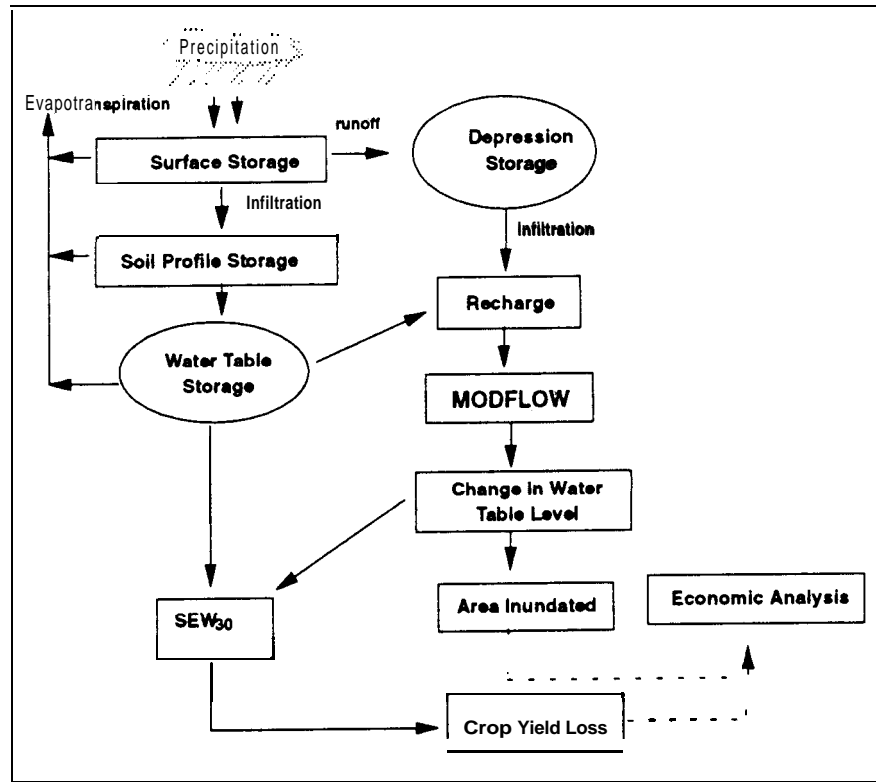 Precipitation
Evapotranspiration
runoff
Depression
Storage
Surface Storage
Infiltration
Infiltration
Soil Profile Storage
Recharge
Water Table
Storage
MODFLOW
Change in Water
Table Level
Area Inundated
Economic Analysis
SEW30
Crop Yield Loss